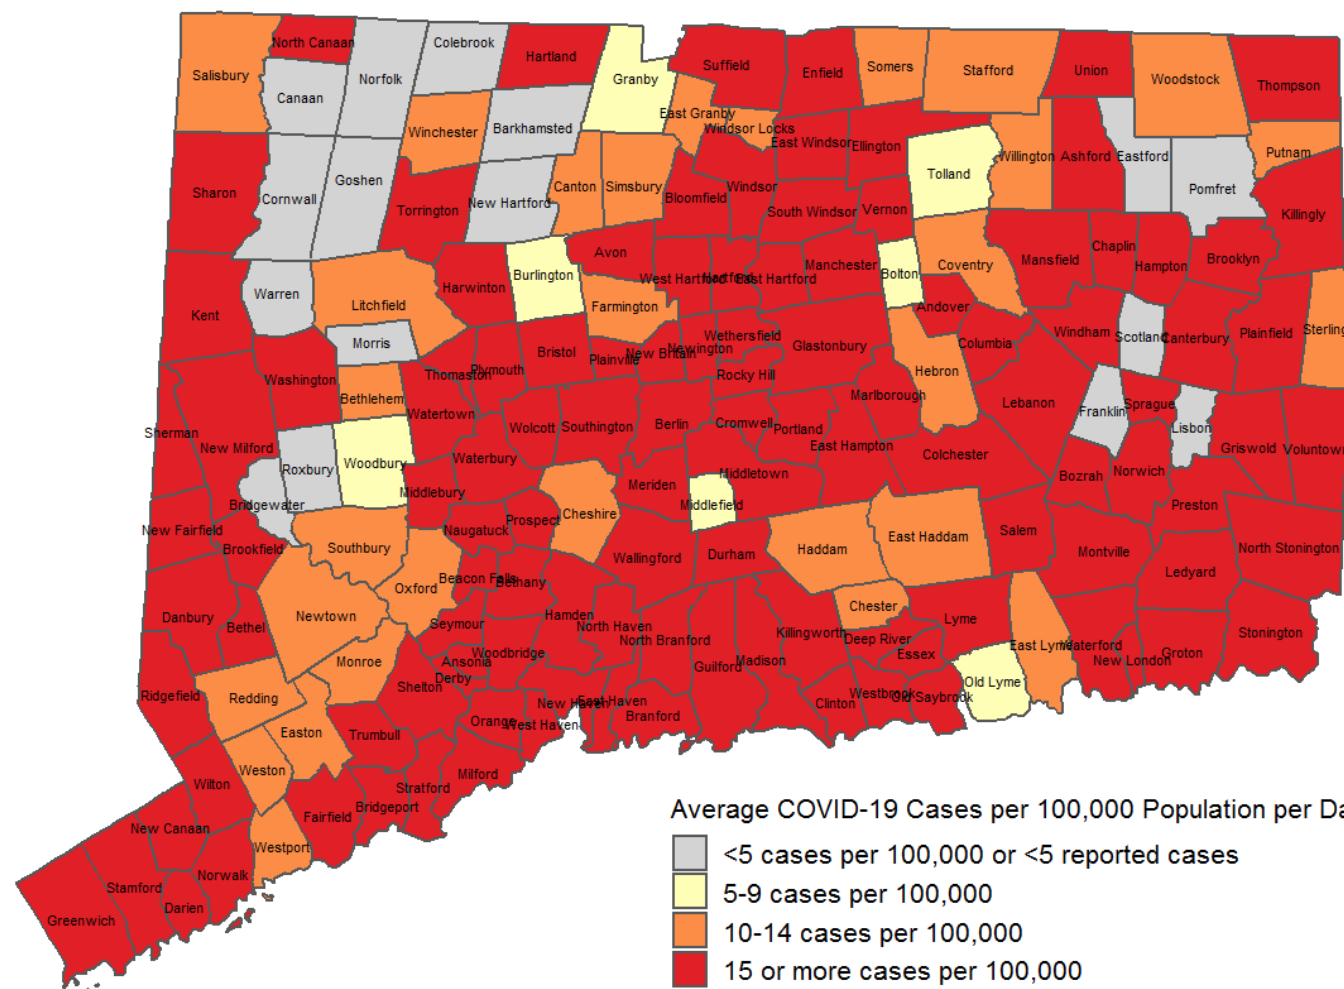 North Canaan
Colebrook
Hartland
Suffield
Enfield
Somers
Stafford
Union
Woodstock
Thompson
Salisbury
Norfolk
Granby
Canaan
East Granby
Windsor Locks
Winchester
Barkhamsted
East Windsor
Ellington
Willington
Ashford
Eastford
Putnam
Tolland
Pomfret
Sharon
Cornwall
Goshen
Torrington
New Hartford
Canton
Simsbury
Bloomfield
Windsor
South Windsor
Vernon
Killingly
Avon
West Hartford
Hartford
East Hartford
Manchester
Bolton
Coventry
Mansfield
Chaplin
Hampton
Brooklyn
Warren
Litchfield
Harwinton
Burlington
Farmington
Andover
Kent
Morris
Bristol
Plainville
New Britain
Newington
Wethersfield
Glastonbury
Columbia
Windham
Scotland
Canterbury
Plainfield
Sterling
Washington
Bethlehem
Thomaston
Plymouth
Rocky Hill
Hebron
Marlborough
Lebanon
Franklin
Sprague
Lisbon
Sherman
New Milford
Watertown
Wolcott
Southington
Berlin
Cromwell
Portland
East Hampton
Colchester
Bozrah
Norwich
Griswold
Voluntown
Roxbury
Woodbury
Waterbury
Middlebury
Meriden
Middletown
Middlefield
Preston
Bridgewater
New Fairfield
Brookfield
Southbury
Naugatuck
Prospect
Cheshire
Wallingford
Durham
Haddam
East Haddam
Salem
Montville
North Stonington
Ledyard
Danbury
Bethel
Newtown
Oxford
Beacon Falls
Bethany
Seymour
Hamden
North Haven
North Branford
Killingworth
Chester
Deep River
Essex
Lyme
East Lyme
Waterford
New London
Groton
Stonington
Ridgefield
Redding
Monroe
Ansonia
Derby
Woodbridge
Shelton
Guilford
Madison
Old Lyme
Easton
Trumbull
Orange
West Haven
New Haven
East Haven
Branford
Clinton
Westbrook
Old Saybrook
Wilton
Weston
Milford
Stratford
Bridgeport
Fairfield
New Canaan
Westport
Norwalk
Stamford
Darien
Greenwich
Average COVID-19 Cases per 100,000 Population per Da
<5 cases per 100,000 or <5 reported cases
5-9 cases per 100,000
10-14 cases per 100,000
15 or more cases per 100,000